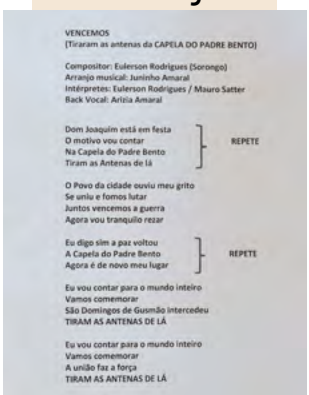 VENCEMOS
(Tiraram as antenas da CAPELA DO PADRE BENTO)
Compositor: Eulerson Rodrigues (Sorongo)
Arranjo musical: Juninho Amaral
Intérpretes: Eulerson Rodrigues / Mauro Satter
Back Vocal: Arizia Amaral
Dom Joaquim está em festa
O motivo vou contar
Na Capela do Padre Bento
Tiram as Antenas de lá
REPETE
O Povo da cidade ouviu meu grito
Se uniu e fomos lutar
Juntos vencemos a guerra
Agora vou tranquilo rezar
Eu digo sim a paz voltou
A Capela do Padre Bento
Agora é de novo meu lugar
REPETE
Eu vou contar para o mundo inteiro
Vamos comemorar
São Domingos de Gusmão intercedeu
TIRAM AS ANTENAS DE LÁ
Eu vou contar para o mundo inteiro
Vamos comemorar
A união faz a força
TIRAM AS ANTENAS DE LÁ